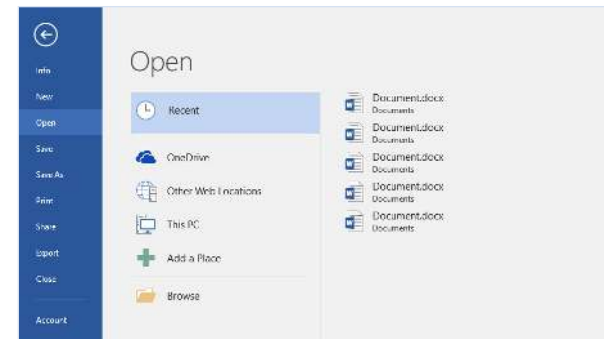 Info
New
Open
Save
Save As
Print
Share
Export
Close
Account
Open
Recent
OneDrive
Other Web Locations
This PC
Add a Place
Browse
Document.docx
Documents
Document.docx
Documents
Document.docx
Documents
Document.docx
Documents
Document.docx
Documents